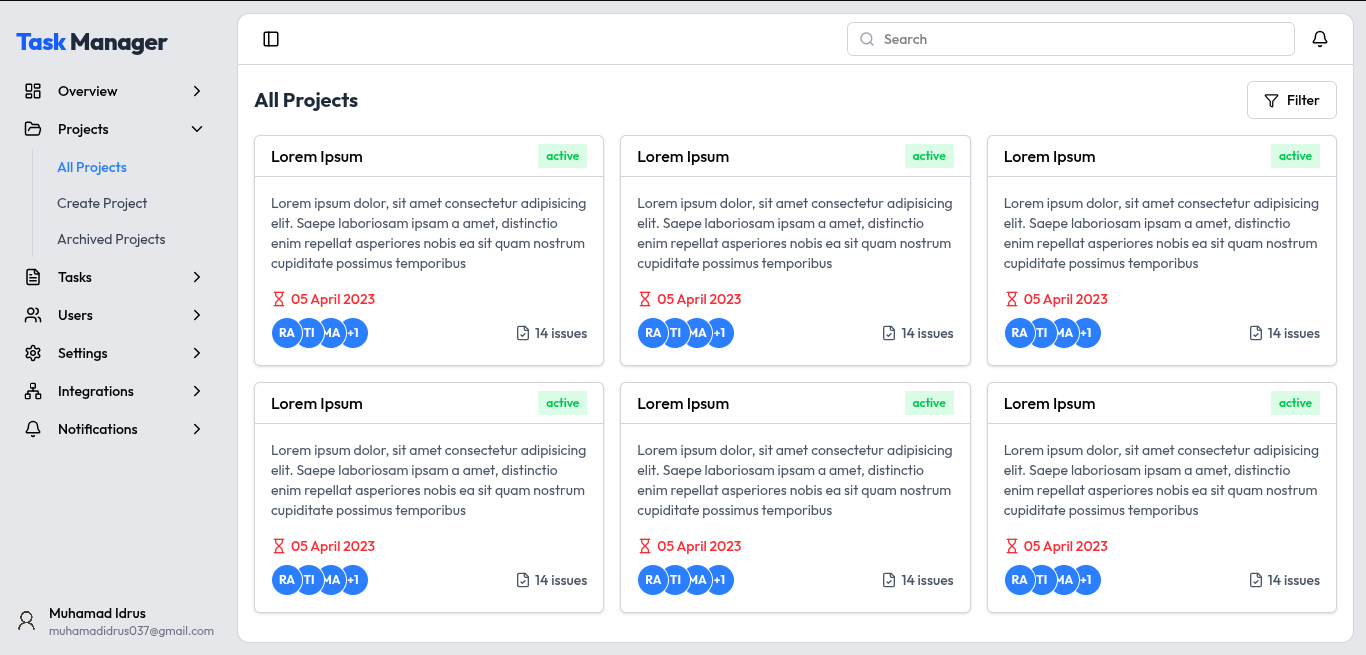 Task Manager
Overview
Projects
All Projects
Create Project
Archived Projects
Tasks
Users
Settings
Integrations
Notifications
Muhamad Idrus
muhamadidrus037@gmail.com
Search
All Projects
Filter
Lorem Ipsum active
Lorem ipsum dolor, sit amet consectetur adipisicing
elit. Saepe laboriosam ipsam a amet, distinctio
enim repellat asperiores nobis ea sit quam nostrum
cupiditate possimus temporibus
05 April 2023
RA TI MA +1 14 issues
Lorem Ipsum active
Lorem ipsum dolor, sit amet consectetur adipisicing
elit. Saepe laboriosam ipsam a amet, distinctio
enim repellat asperiores nobis ea sit quam nostrum
cupiditate possimus temporibus
05 April 2023
RA TI MA +1 14 issues
Lorem Ipsum active
Lorem ipsum dolor, sit amet consectetur adipisicing
elit. Saepe laboriosam ipsam a amet, distinctio
enim repellat asperiores nobis ea sit quam nostrum
cupiditate possimus temporibus
05 April 2023
RA TI MA +1 14 issues
Lorem Ipsum active
Lorem ipsum dolor, sit amet consectetur adipisicing
elit. Saepe laboriosam ipsam a amet, distinctio
enim repellat asperiores nobis ea sit quam nostrum
cupiditate possimus temporibus
05 April 2023
RA TI MA +1 14 issues
Lorem Ipsum active
Lorem ipsum dolor, sit amet consectetur adipisicing
elit. Saepe laboriosam ipsam a amet, distinctio
enim repellat asperiores nobis ea sit quam nostrum
cupiditate possimus temporibus
05 April 2023
RA TI MA +1 14 issues
Lorem Ipsum active
Lorem ipsum dolor, sit amet consectetur adipisicing
elit. Saepe laboriosam ipsam a amet, distinctio
enim repellat asperiores nobis ea sit quam nostrum
cupiditate possimus temporibus
05 April 2023
RA TI MA +1 14 issues